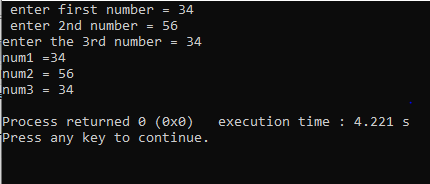 enter first number = 34
enter 2nd number = 56
enter the 3rd number = 34
num1 =34
num2 = 56
num3 = 34
Process returned 0 (0x0)   execution time : 4.221 s
Press any key to continue.